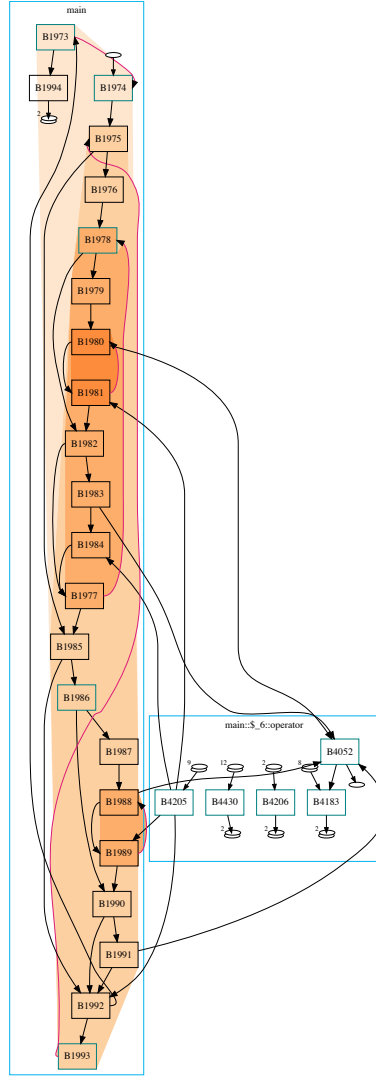 main
B1973
B1994
B1974
2
B1975
B1976
B1978
B1979
B1980
B1981
B1982
B1983
B1984
B1977
B1985
B1986
main::$_6::operator
B1987
B4052
9
12
2
8
B1988
B4205
B4430
B4206
B4183
2
2
2
B1989
B1990
B1991
B1992
B1993